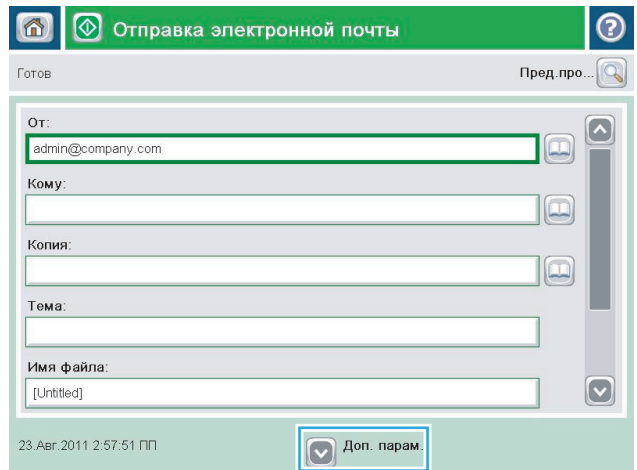 Отправка электронной почты
?
Готов
Пред.про...
От:
admin@company.com
Кому:
Копия:
Тема:
Имя файла:
[Untitled]
23.Авг.2011 2:57:51 ПП
Доп. парам.